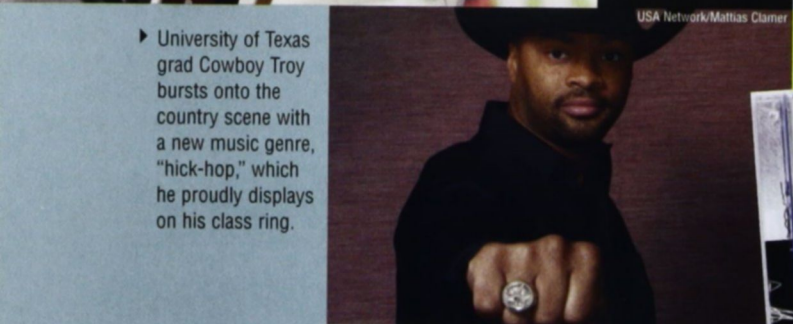 USA Network/Mattias Clamer
University of Texas
grad Cowboy Troy
bursts onto the
country scene with
a new music genre,
"hick-hop," which
he proudly displays
on his class ring.